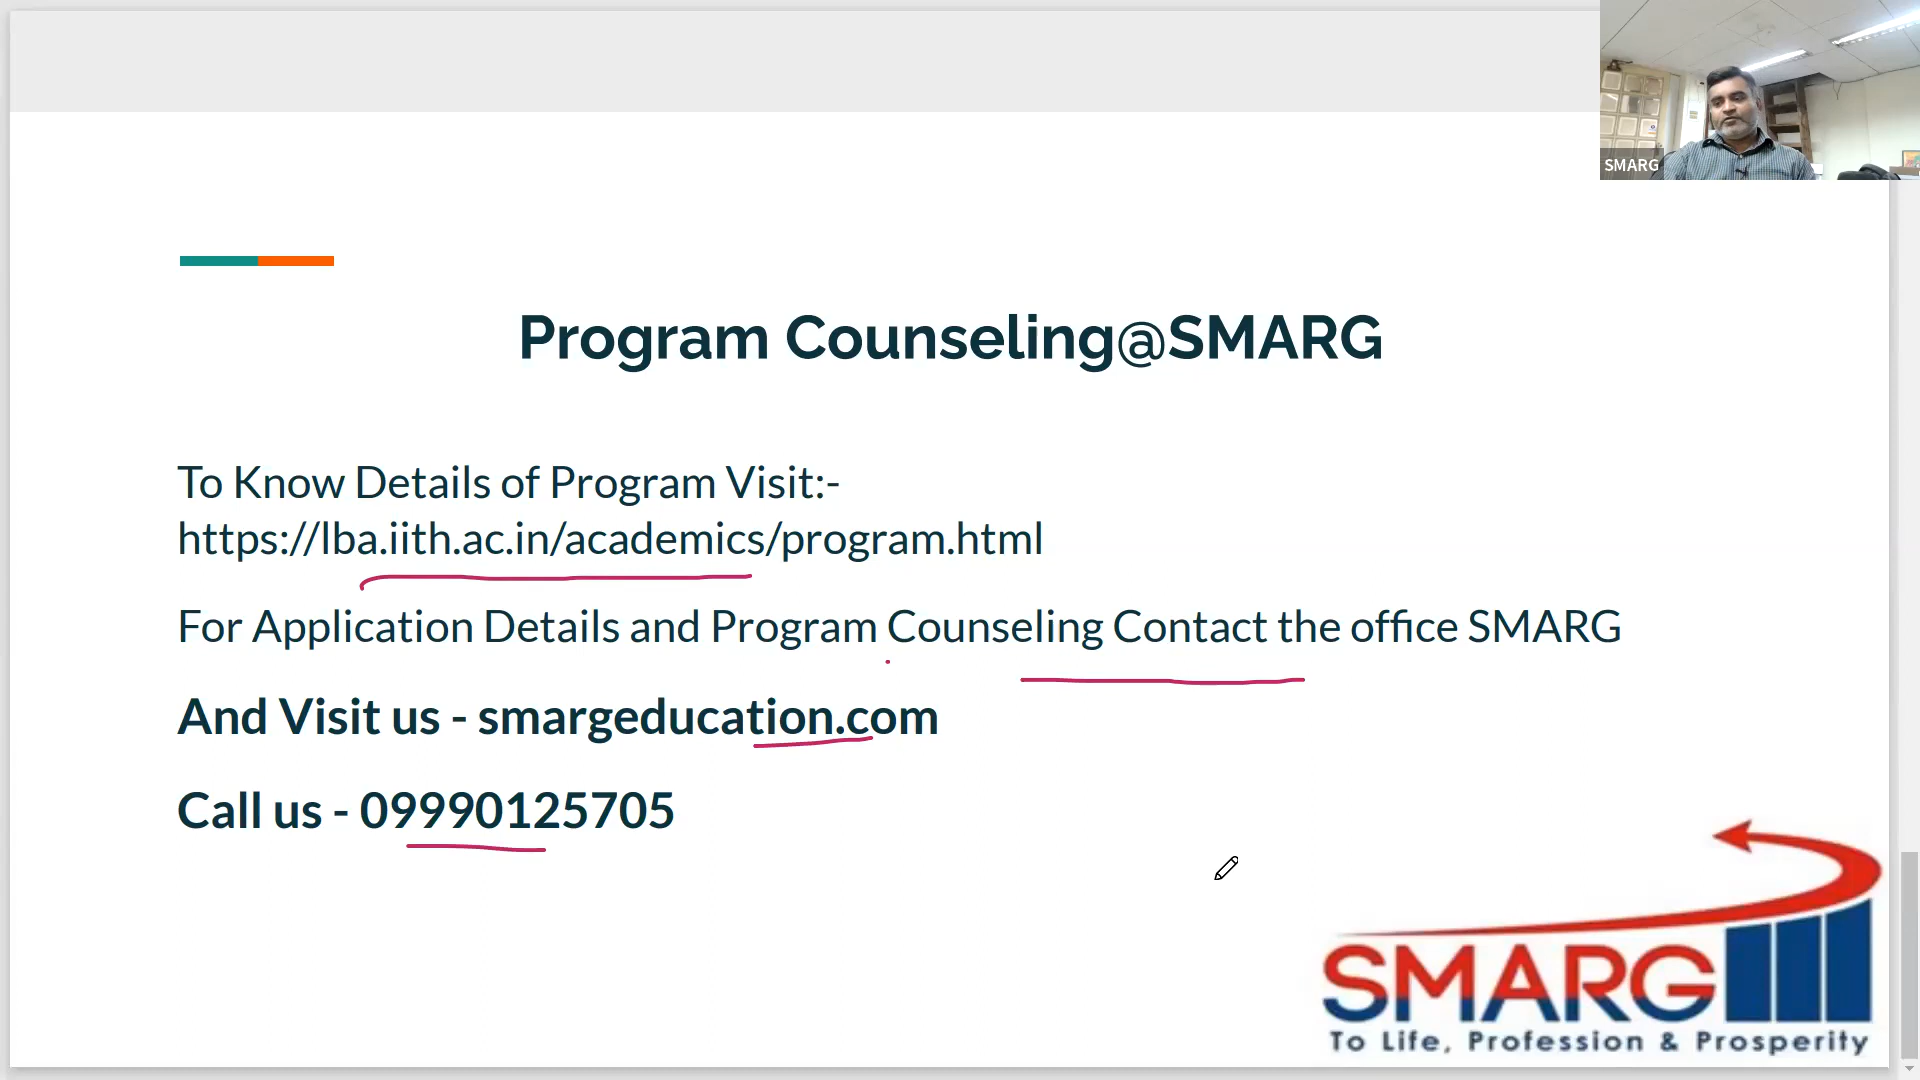 SMARG
Program Counseling@SMARG
To Know Details of Program Visit:-
https://lba.iith.ac.in/academics/program.html
For Application Details and Program Counseling Contact the office SMARG
And Visit us - smargeducation.com
Call us - 09990125705
SMARG
To Life, Profession & Prosperity